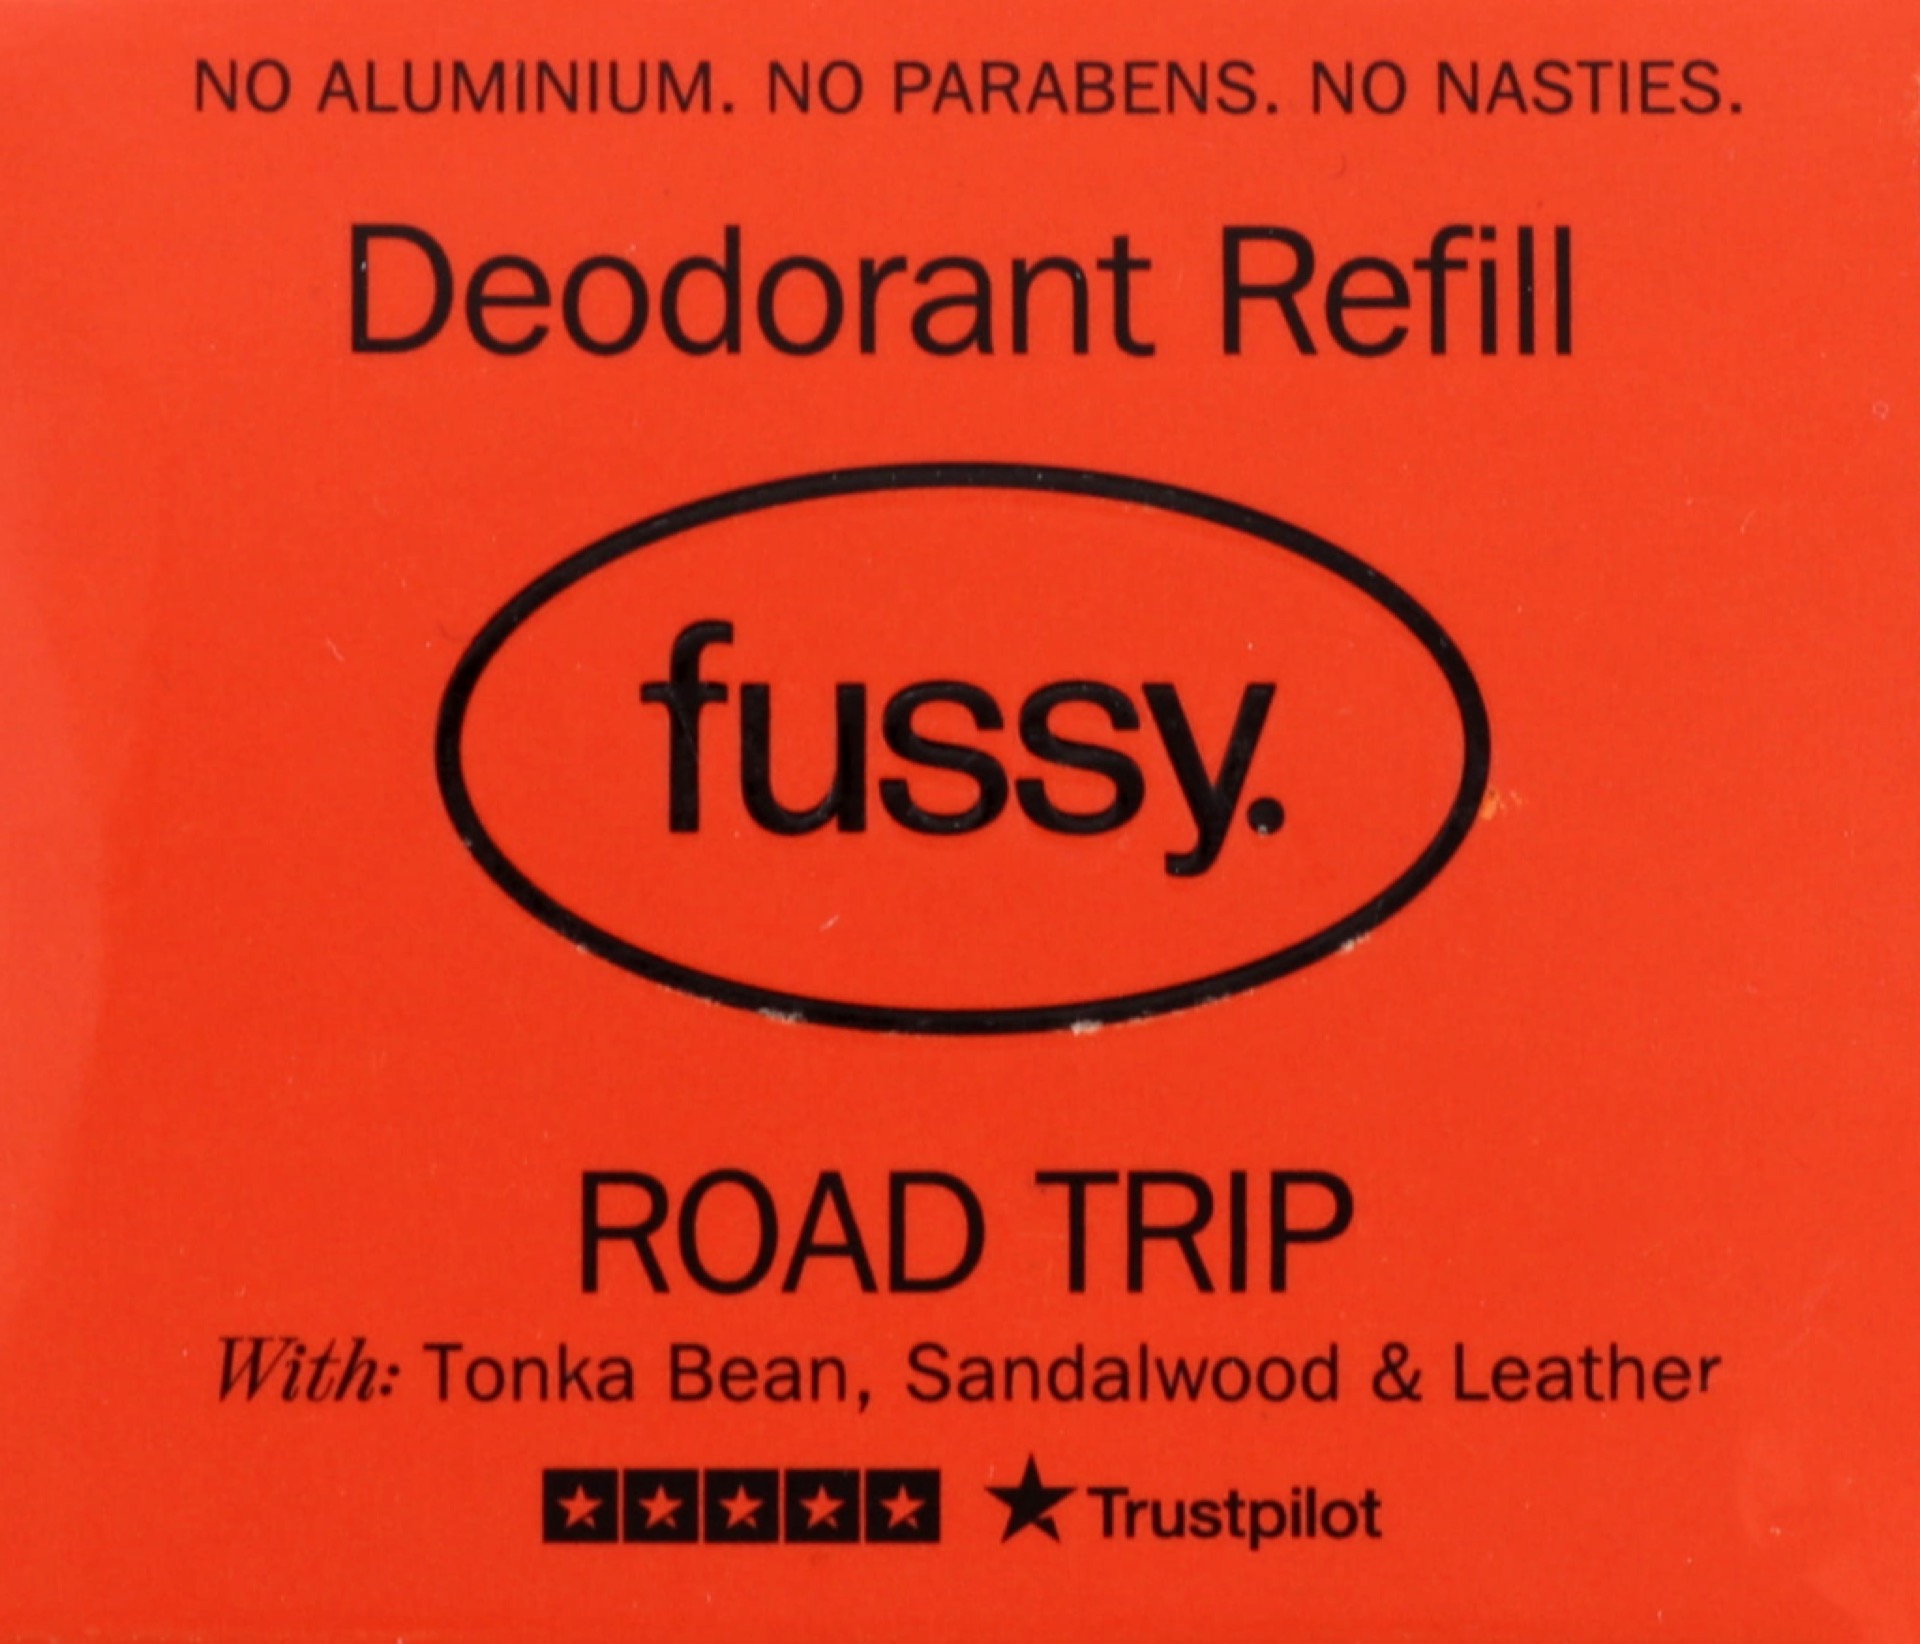 NO ALUMINIUM. NO PARABENS. NO NASTIES.
Deodorant Refill
fussy.
ROAD TRIP
With: Tonka Bean, Sandalwood & Leather
Trustpilot